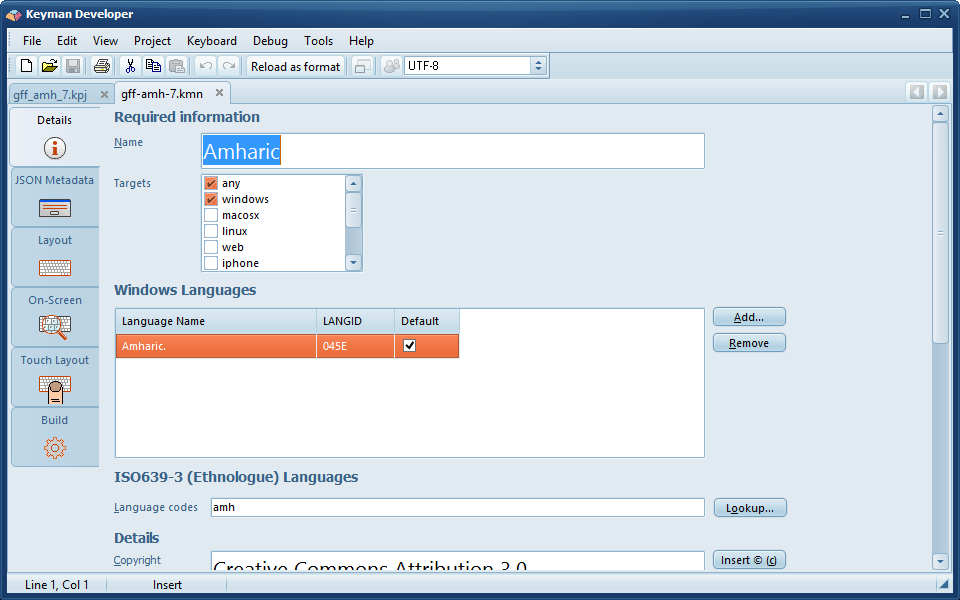 Keyman Developer
File Edit View Project Keyboard Debug Tools Help
Reload as format UTF-8
gff_amh_7.kpj gff-amh-7.kmn
Details
JSON Metadata
Layout
On-Screen
Touch Layout
Build
Required information
Name Amharic
Targets any
windows
macosx
linux
web
iphone
Windows Languages
Language Name LANGID Default Add...
Amharic. 045E Remove
ISO639-3 (Ethnologue) Languages
Language codes amh Lookup...
Details
Copyright Creative Commons Attribution 3.0 Insert © (c)
Line 1, Col 1 Insert